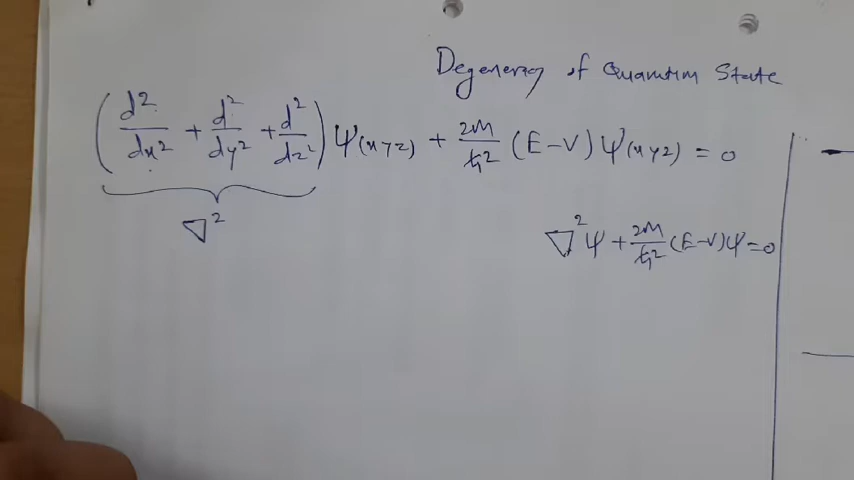 Degeneracy of Quantum State
(d²/dx² + d²/dy² + d²/dz²) ψ(xyz) + 2m/ħ² (E-V) ψ(xyz) = 0
∇²
∇²ψ + 2m/ħ² (E-V)ψ = 0